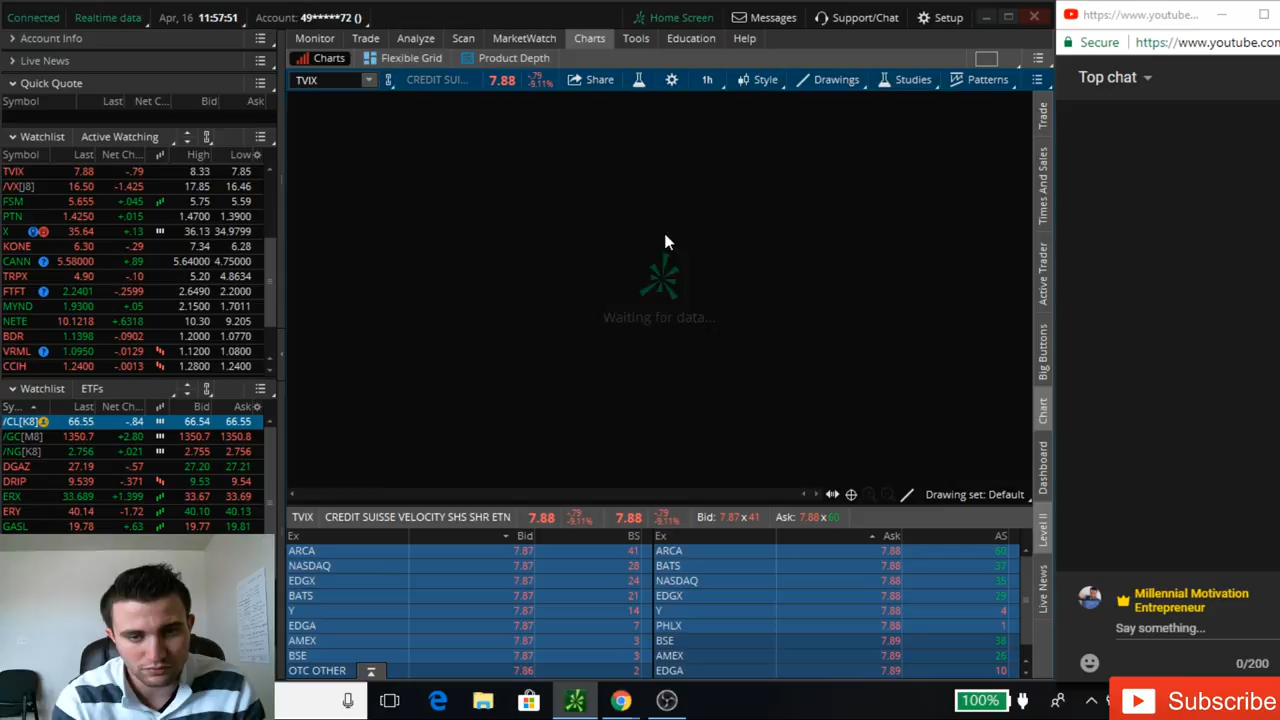 Connected Realtime data Apr, 16 11:57:51 Account: 49*****72 () Home Screen Messages Support/Chat Setup
https://www.youtube...
Account Info
Monitor Trade Analyze Scan MarketWatch Charts Tools Education Help
Secure https://www.youtube.con
Live News
Charts Flexible Grid Product Depth
Top chat
Quick Quote
TVIX CREDIT SUI... 7.88 -.79 -9.11% Share 1h Style Drawings Studies Patterns
Symbol Last Net C... Bid Ask
Watchlist Active Watching
Symbol Last Net Ch... High Low
TVIX 7.88 -.79 8.33 7.85
/VX[J8] 16.50 -1.425 17.85 16.46
FSM 5.655 +.045 5.75 5.59
PTN 1.4250 +.015 1.4700 1.3900
X 35.64 +.13 36.13 34.9799
KONE 6.30 -.29 7.34 6.28
CANN 5.58000 +.89 5.64000 4.75000
TRPX 4.90 -.10 5.20 4.8634
FTFT 2.2401 -.2599 2.6490 2.2000
MYND 1.9300 +.05 2.1500 1.7011
NETE 10.1218 +.6318 10.30 9.205
BDR 1.1398 -.0902 1.2000 1.0770
VRML 1.0950 -.0129 1.1200 1.0800
CCIH 1.2400 -.0013 1.2800 1.2400
Waiting for data...
Trade
Times And Sales
Active Trader
Big Buttons
Chart
Dashboard
Level II
Live News
Watchlist ETFs
Sy... Last Net Ch... Bid Ask
/CL[K8] 66.55 -.84 66.54 66.55
/GC[M8] 1350.7 +2.80 1350.7 1350.8
/NG[K8] 2.756 +.021 2.755 2.756
DGAZ 27.19 -.57 27.20 27.21
DRIP 9.539 -.371 9.53 9.54
ERX 33.689 +1.399 33.67 33.69
ERY 40.14 -1.72 40.10 40.13
GASL 19.78 +.63 19.77 19.81
Drawing set: Default
TVIX CREDIT SUISSE VELOCITY SHS SHR ETN 7.88 -.79 -9.11% 7.88 -.79 -9.11% Bid: 7.87 x 41 Ask: 7.88 x 60
Ex Bid BS Ex Ask AS
ARCA 7.87 41 ARCA 7.88 60
NASDAQ 7.87 28 BATS 7.88 37
EDGX 7.87 24 NASDAQ 7.88 35
BATS 7.87 21 EDGX 7.88 29
Y 7.87 14 Y 7.88 4
EDGA 7.87 7 PHLX 7.88 1
AMEX 7.87 3 BSE 7.89 38
BSE 7.87 3 AMEX 7.89 26
OTC OTHER 7.86 2 EDGA 7.89 10
Millennial Motivation
Entrepreneur
Say something...
0/200
100%
Subscribe